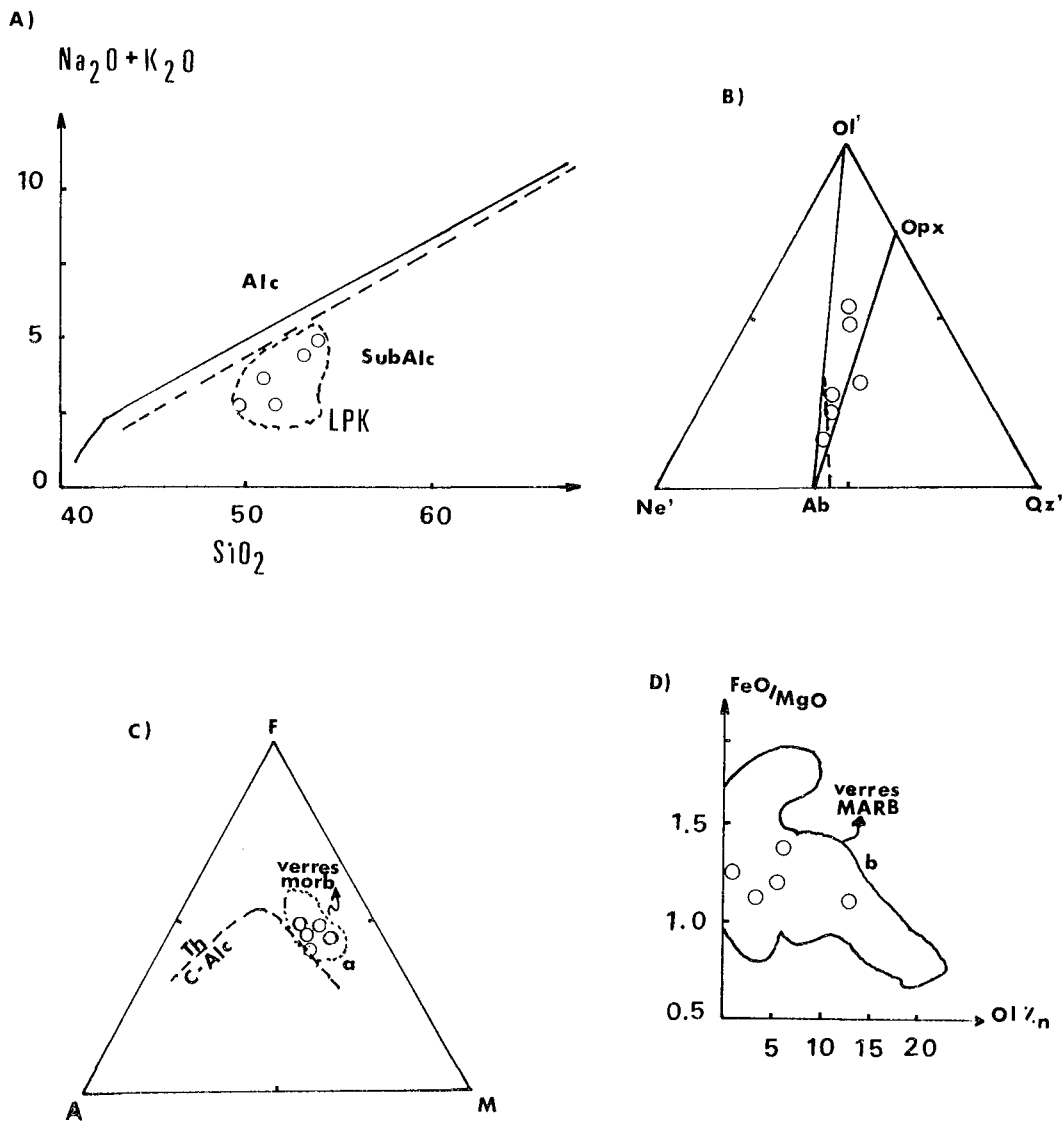 A)
Na₂O + K₂O
10
5
0
Alc
SubAlc
LPK
40 50 60
SiO₂
B)
Ol'
Opx
Ne' Ab Qz'
C)
F
verres
morb
Th
C-Alc
a
A M
D)
FeO/MgO
verres
MARB
b
1.5
1.0
0.5
Ol %n
5 10 15 20